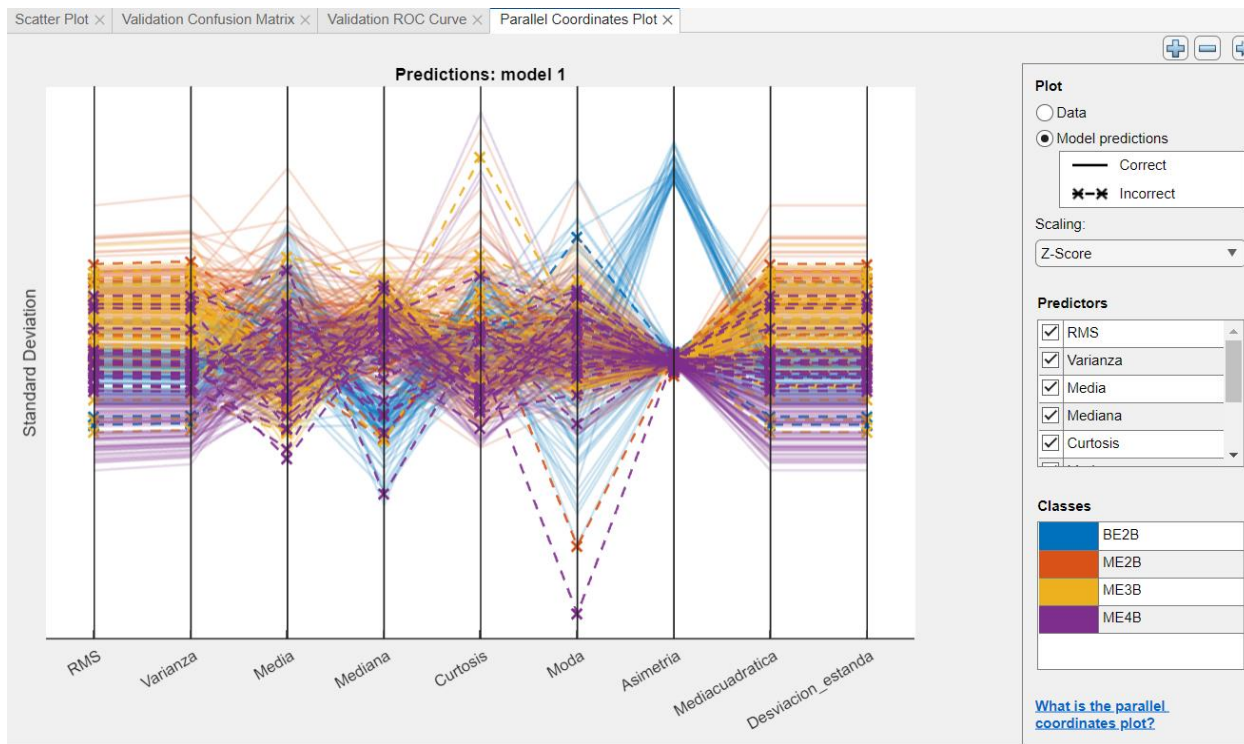 Scatter Plot
Validation Confusion Matrix
Validation ROC Curve
Parallel Coordinates Plot
Predictions: model 1
Standard Deviation
RMS
Varianza
Media
Mediana
Curtosis
Moda
Asimetria
Mediacuadratica
Desviacion_estanda
Plot
Data
Model predictions
Correct
Incorrect
Scaling:
Z-Score
Predictors
RMS
Varianza
Media
Mediana
Curtosis
Classes
BE2B
ME2B
ME3B
ME4B
What is the parallel
coordinates plot?